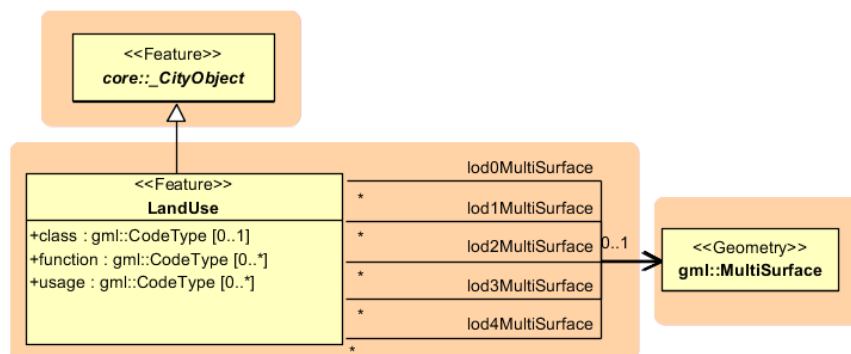 <<Feature>>
core::_CityObject
<<Feature>>
LandUse
+class : gml::CodeType [0..1]
+function : gml::CodeType [0..*]
+usage : gml::CodeType [0..*]
lod0MultiSurface
*
lod1MultiSurface
*
lod2MultiSurface
0..1
*
lod3MultiSurface
*
lod4MultiSurface
*
<<Geometry>>
gml::MultiSurface